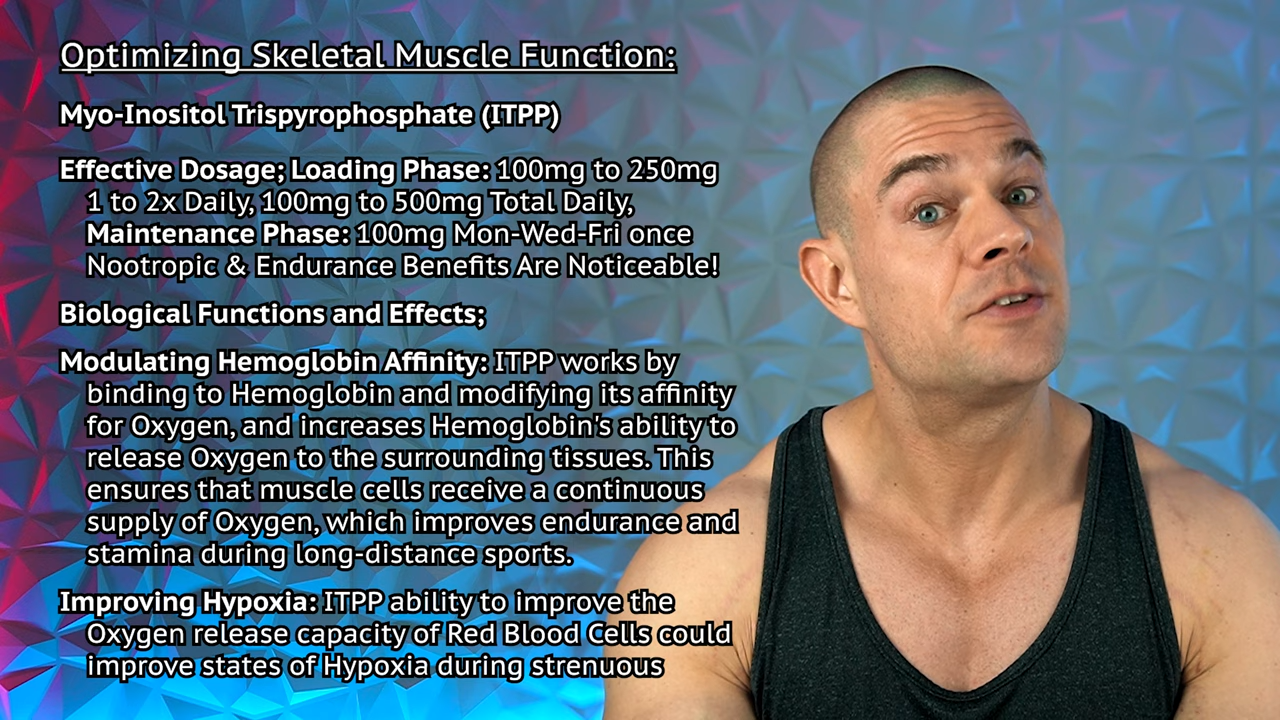 Optimizing Skeletal Muscle Function:
Myo-Inositol Trispyrophosphate (ITPP)
Effective Dosage; Loading Phase: 100mg to 250mg
1 to 2x Daily, 100mg to 500mg Total Daily,
Maintenance Phase: 100mg Mon-Wed-Fri once
Nootropic & Endurance Benefits Are Noticeable!
Biological Functions and Effects;
Modulating Hemoglobin Affinity: ITPP works by
binding to Hemoglobin and modifying its affinity
for Oxygen, and increases Hemoglobin's ability to
release Oxygen to the surrounding tissues. This
ensures that muscle cells receive a continuous
supply of Oxygen, which improves endurance and
stamina during long-distance sports.
Improving Hypoxia: ITPP ability to improve the
Oxygen release capacity of Red Blood Cells could
improve states of Hypoxia during strenuous